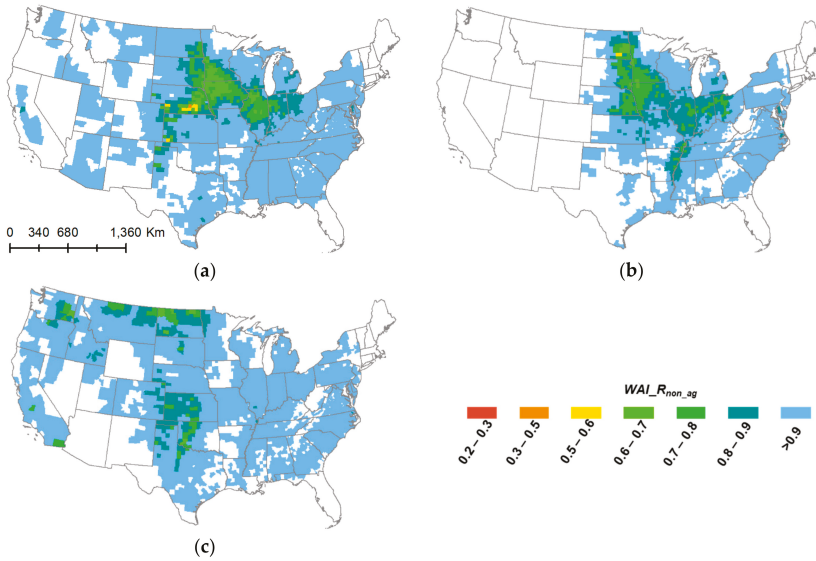 0 340 680 1,360 Km
(a)
(b)
(c)
WAI_Rnon_ag
0.2 – 0.3
0.3 – 0.5
0.5 – 0.6
0.6 – 0.7
0.7 – 0.8
0.8 – 0.9
>0.9